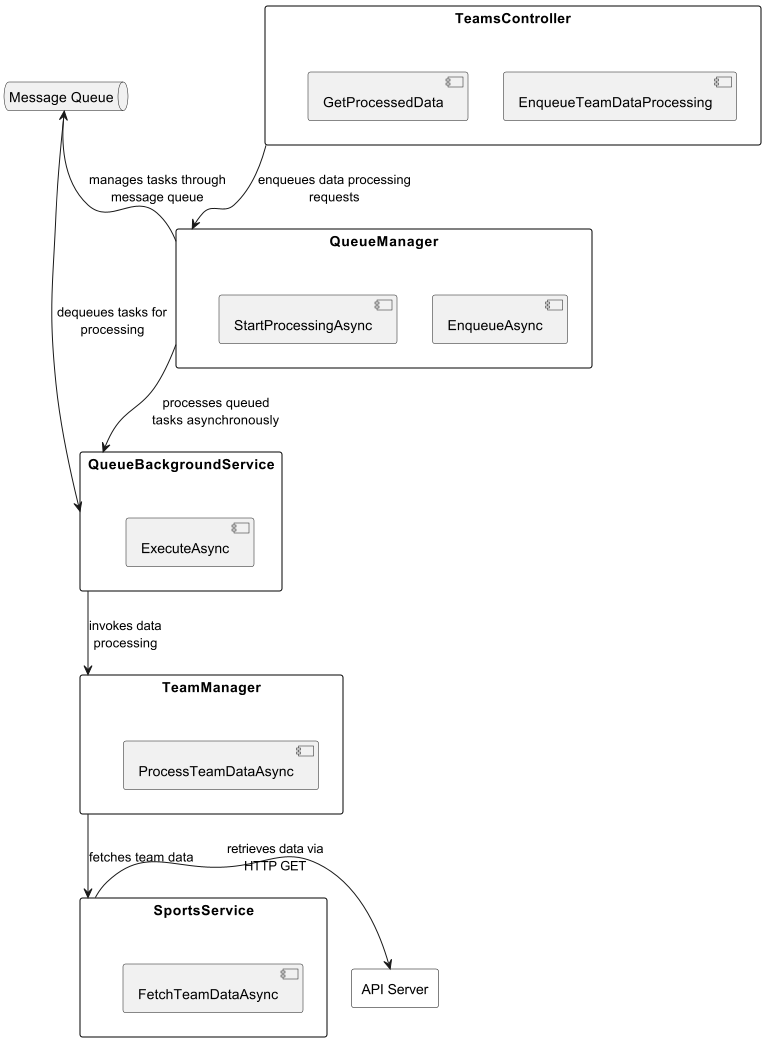 TeamsController
GetProcessedData
EnqueueTeamDataProcessing
Message Queue
manages tasks through
message queue
enqueues data processing
requests
QueueManager
StartProcessingAsync
EnqueueAsync
dequeues tasks for
processing
processes queued
tasks asynchronously
QueueBackgroundService
ExecuteAsync
invokes data
processing
TeamManager
ProcessTeamDataAsync
fetches team data
retrieves data via
HTTP GET
SportsService
FetchTeamDataAsync
API Server